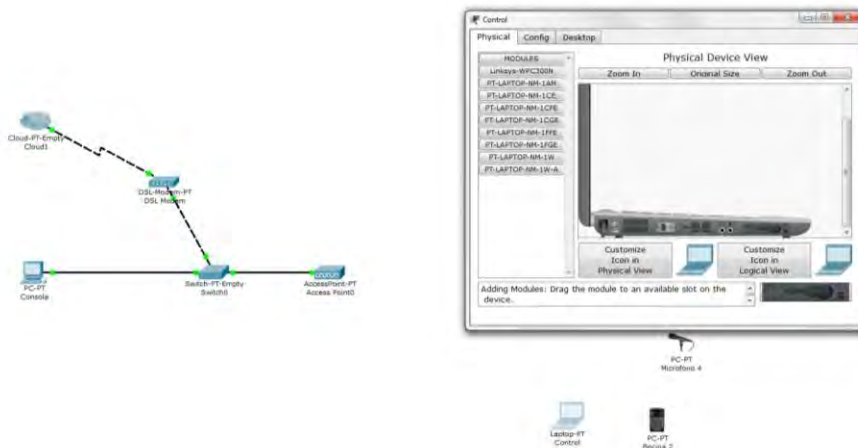 Control
Physical Config Desktop
MODULES
Linksys-WPC300N
PT-LAPTOP-NM-1AM
PT-LAPTOP-NM-1CE
PT-LAPTOP-NM-1CFE
PT-LAPTOP-NM-1CGE
PT-LAPTOP-NM-1FFE
PT-LAPTOP-NM-1FGE
PT-LAPTOP-NM-1W
PT-LAPTOP-NM-1W-A
Physical Device View
Zoom In Original Size Zoom Out
Customize
Icon in
Physical View
Customize
Icon in
Logical View
Adding Modules: Drag the module to an available slot on the
device.
Cloud-PT-Empty
Cloud1
DSL-Modem-PT
DSL Modem
PC-PT
Consola
Switch-PT-Empty
Switch0
AccessPoint-PT
Access Point0
PC-PT
Microfono 4
Laptop-PT
Control
PC-PT
Bocina 2